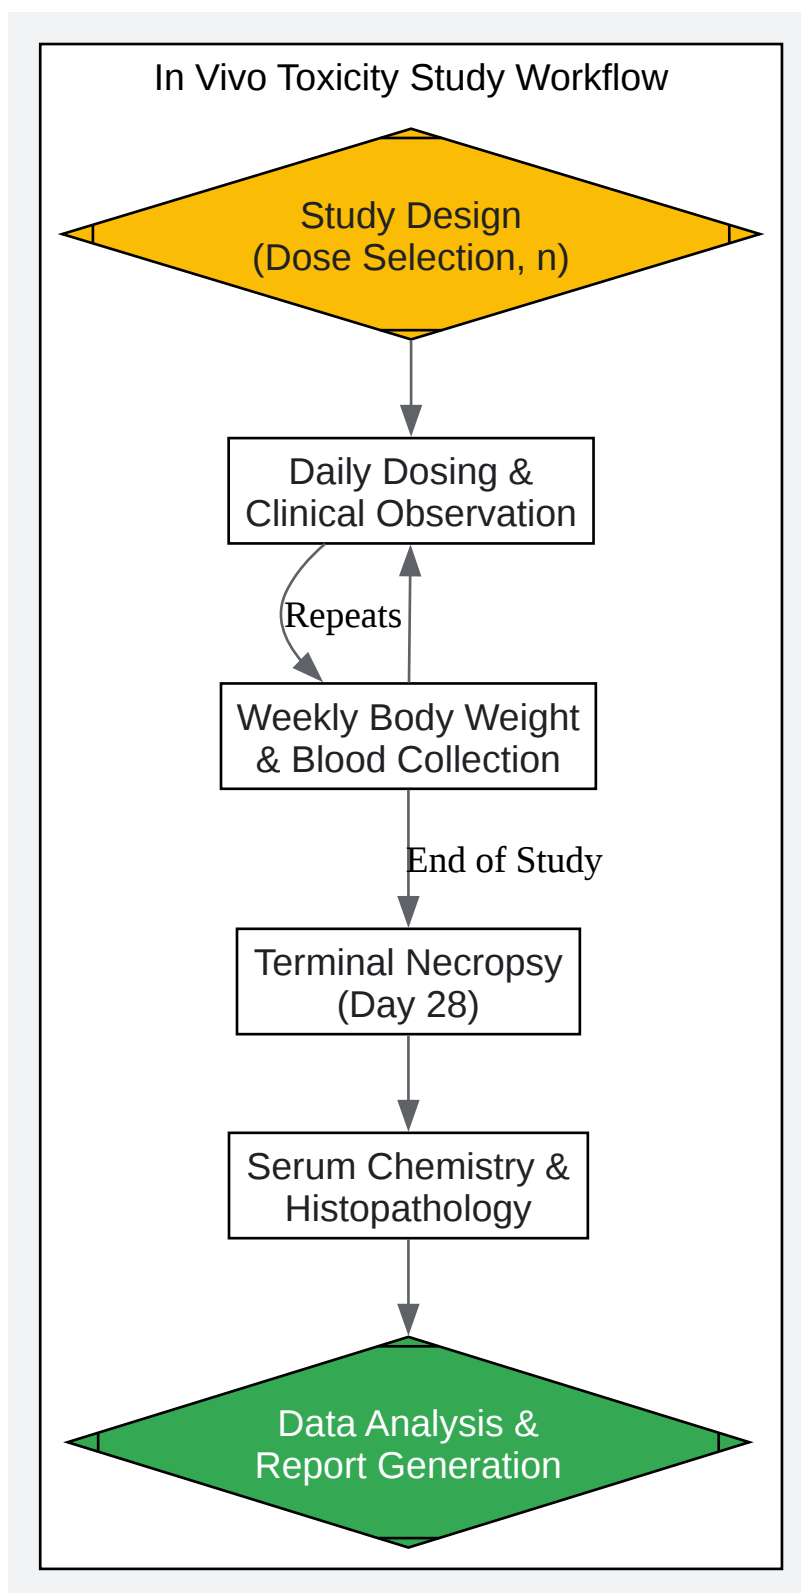 In Vivo Toxicity Study Workflow
Study Design
(Dose Selection, n)
Daily Dosing &
Clinical Observation
Repeats
Weekly Body Weight
& Blood Collection
End of Study
Terminal Necropsy
(Day 28)
Serum Chemistry &
Histopathology
Data Analysis &
Report Generation